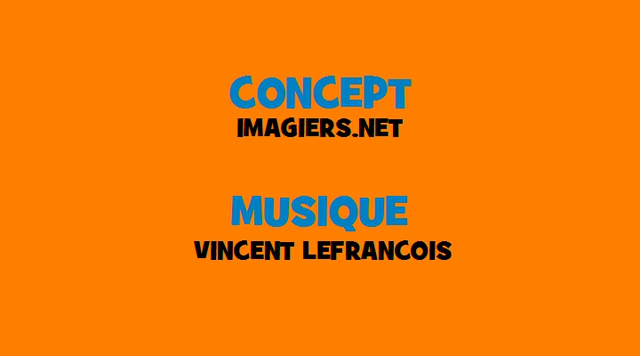 CONCEPT
IMAGIERS.NET
MUSIQUE
VINCENT LEFRANCOIS